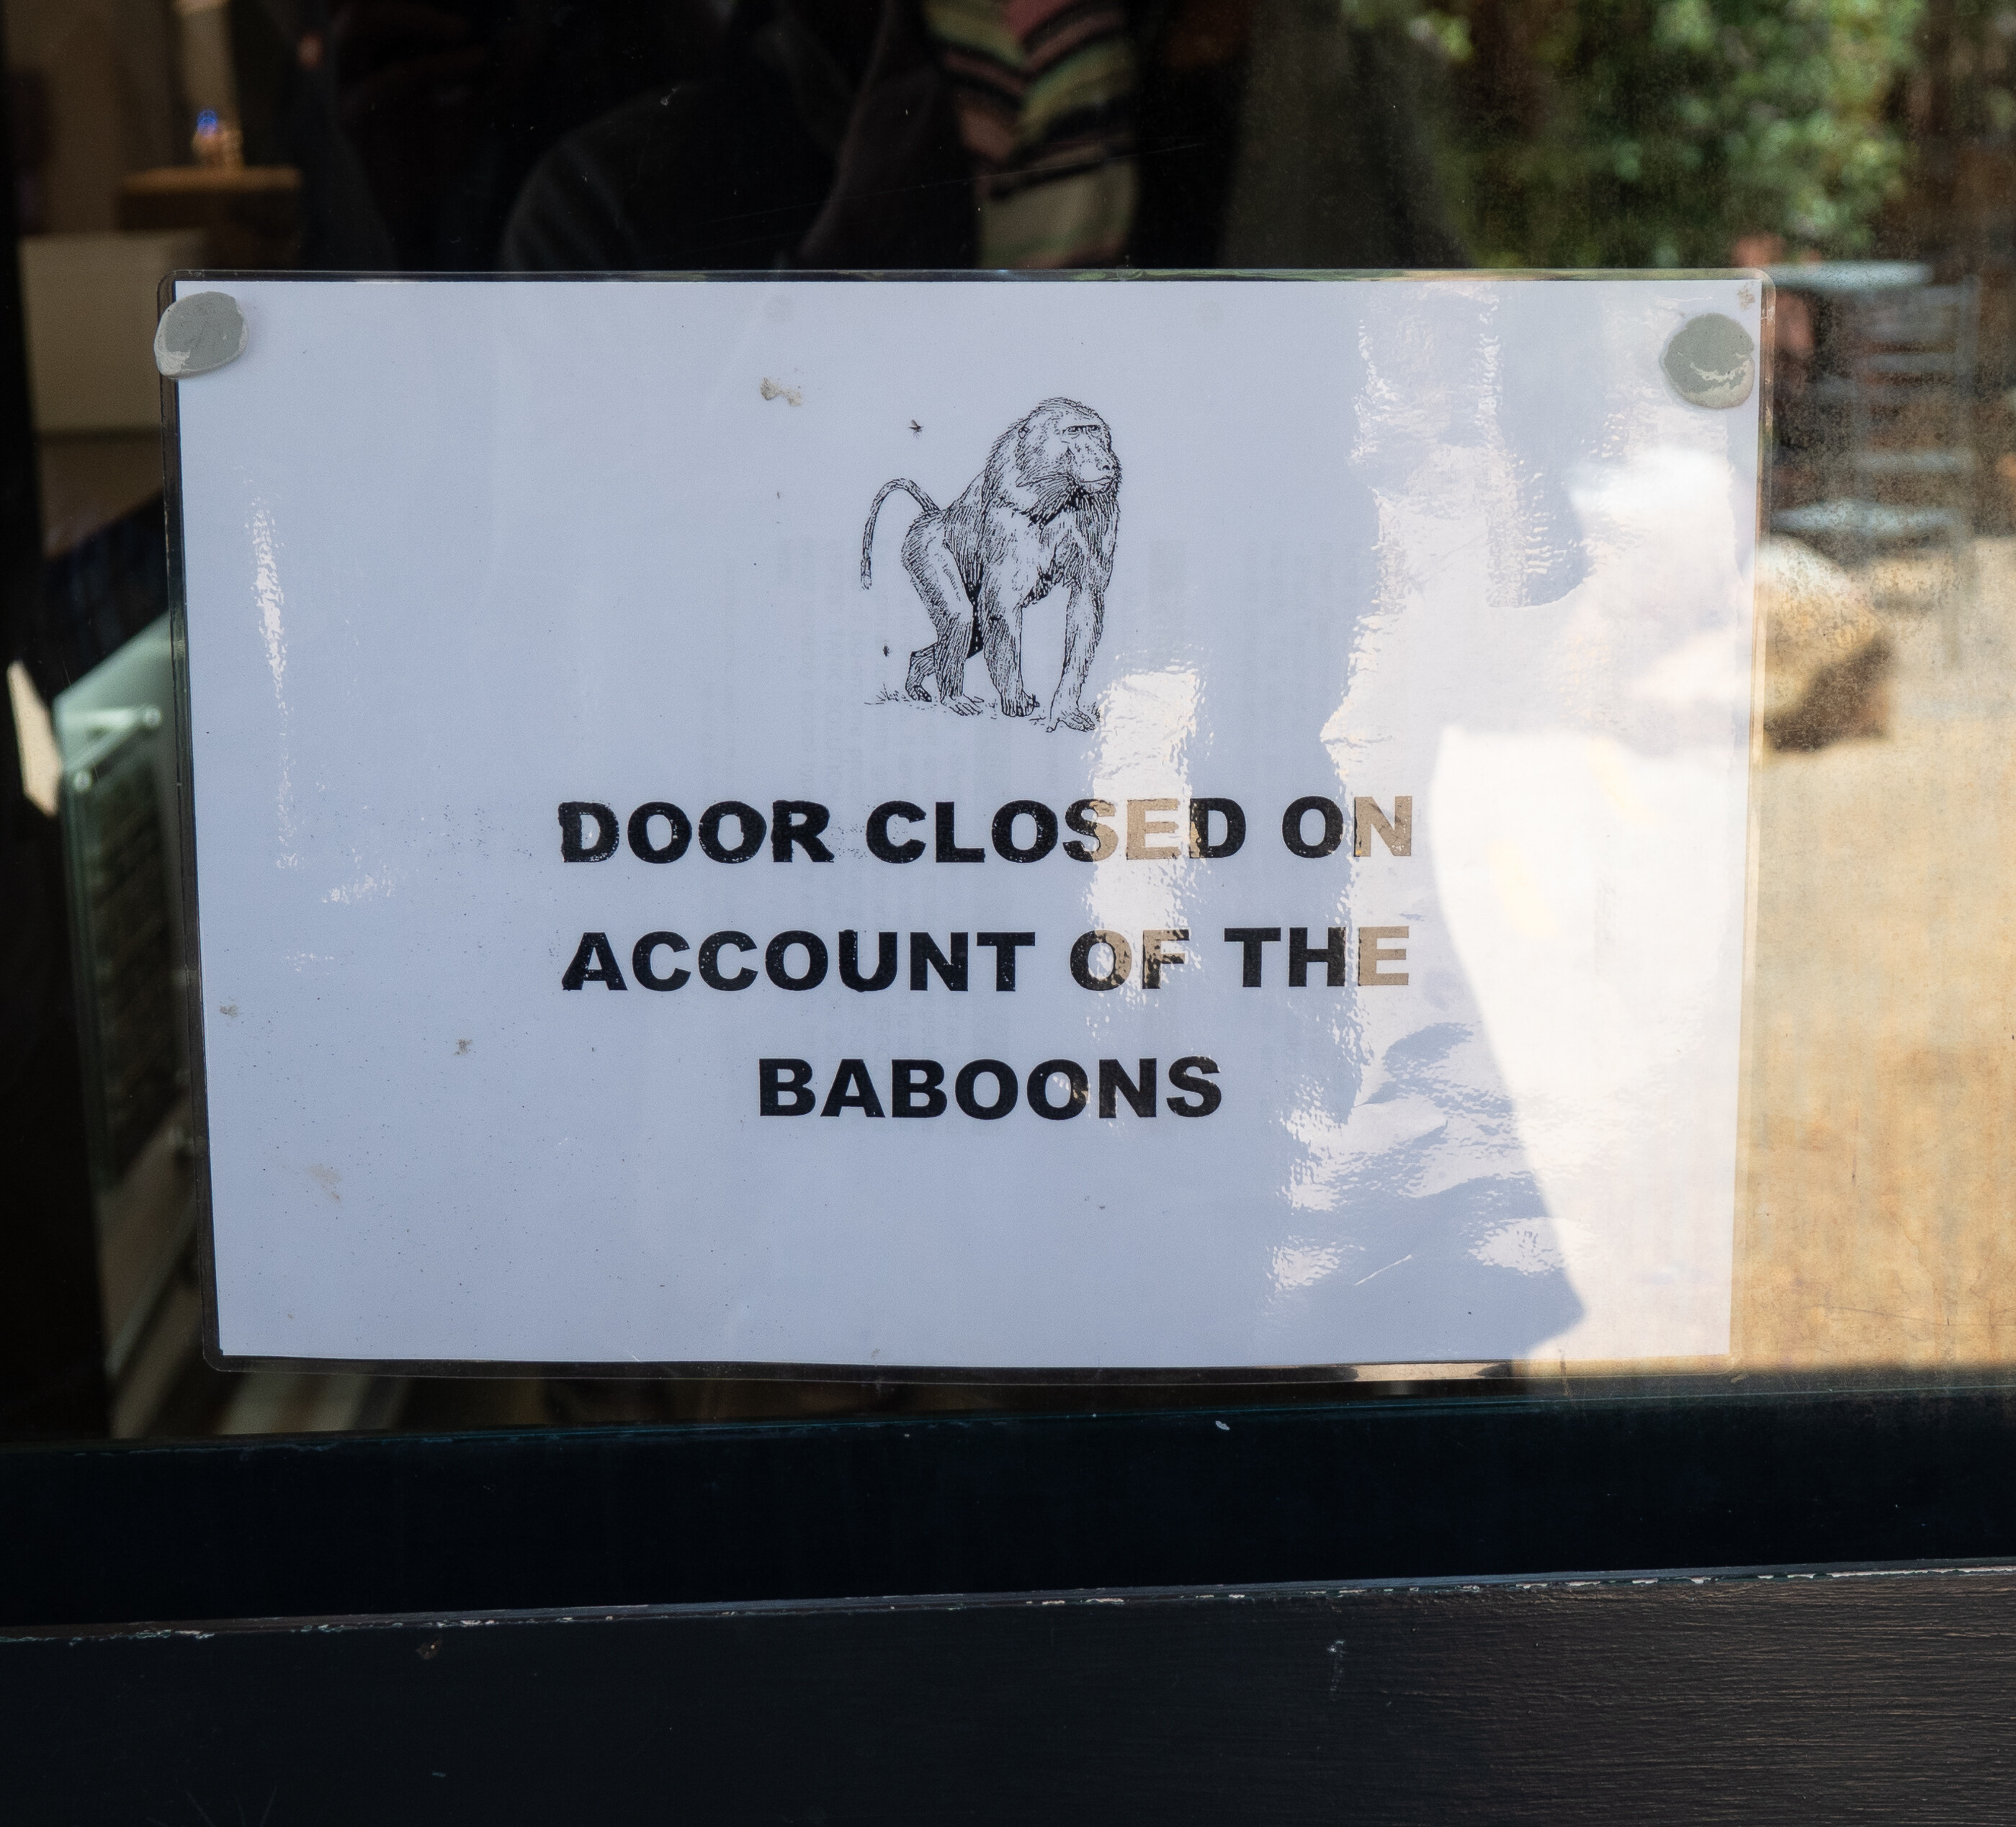 DOOR CLOSED ON
ACCOUNT OF THE
BABOONS